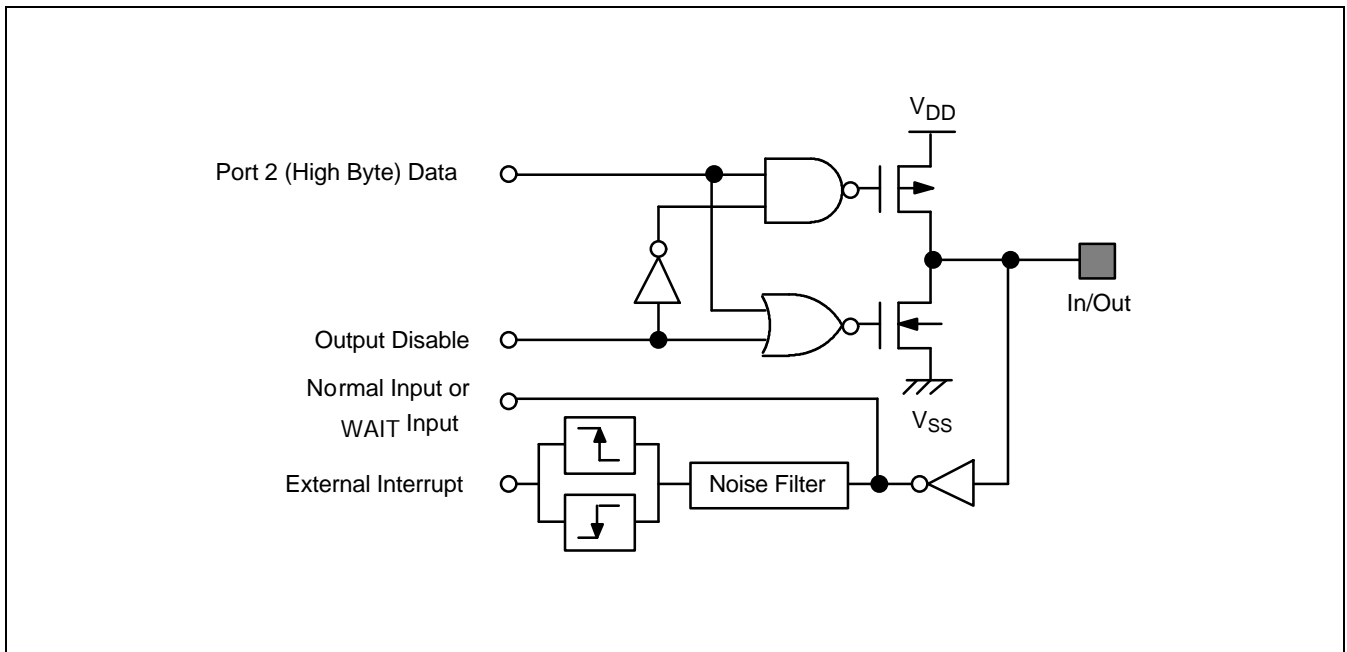 VDD
Port 2 (High Byte) Data
In/Out
Output Disable
Normal Input or
WAIT Input
VSS
External Interrupt
Noise Filter